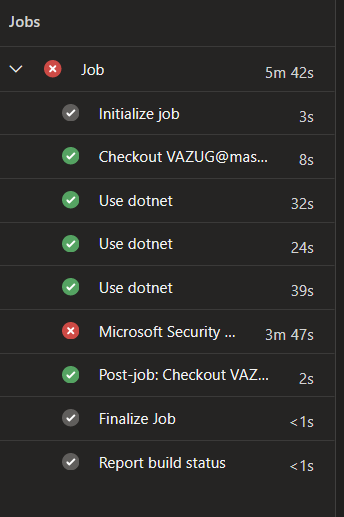 Jobs
Job 5m 42s
Initialize job 3s
Checkout VAZUG@mas... 8s
Use dotnet 32s
Use dotnet 24s
Use dotnet 39s
Microsoft Security ... 3m 47s
Post-job: Checkout VAZ... 2s
Finalize Job <1s
Report build status <1s